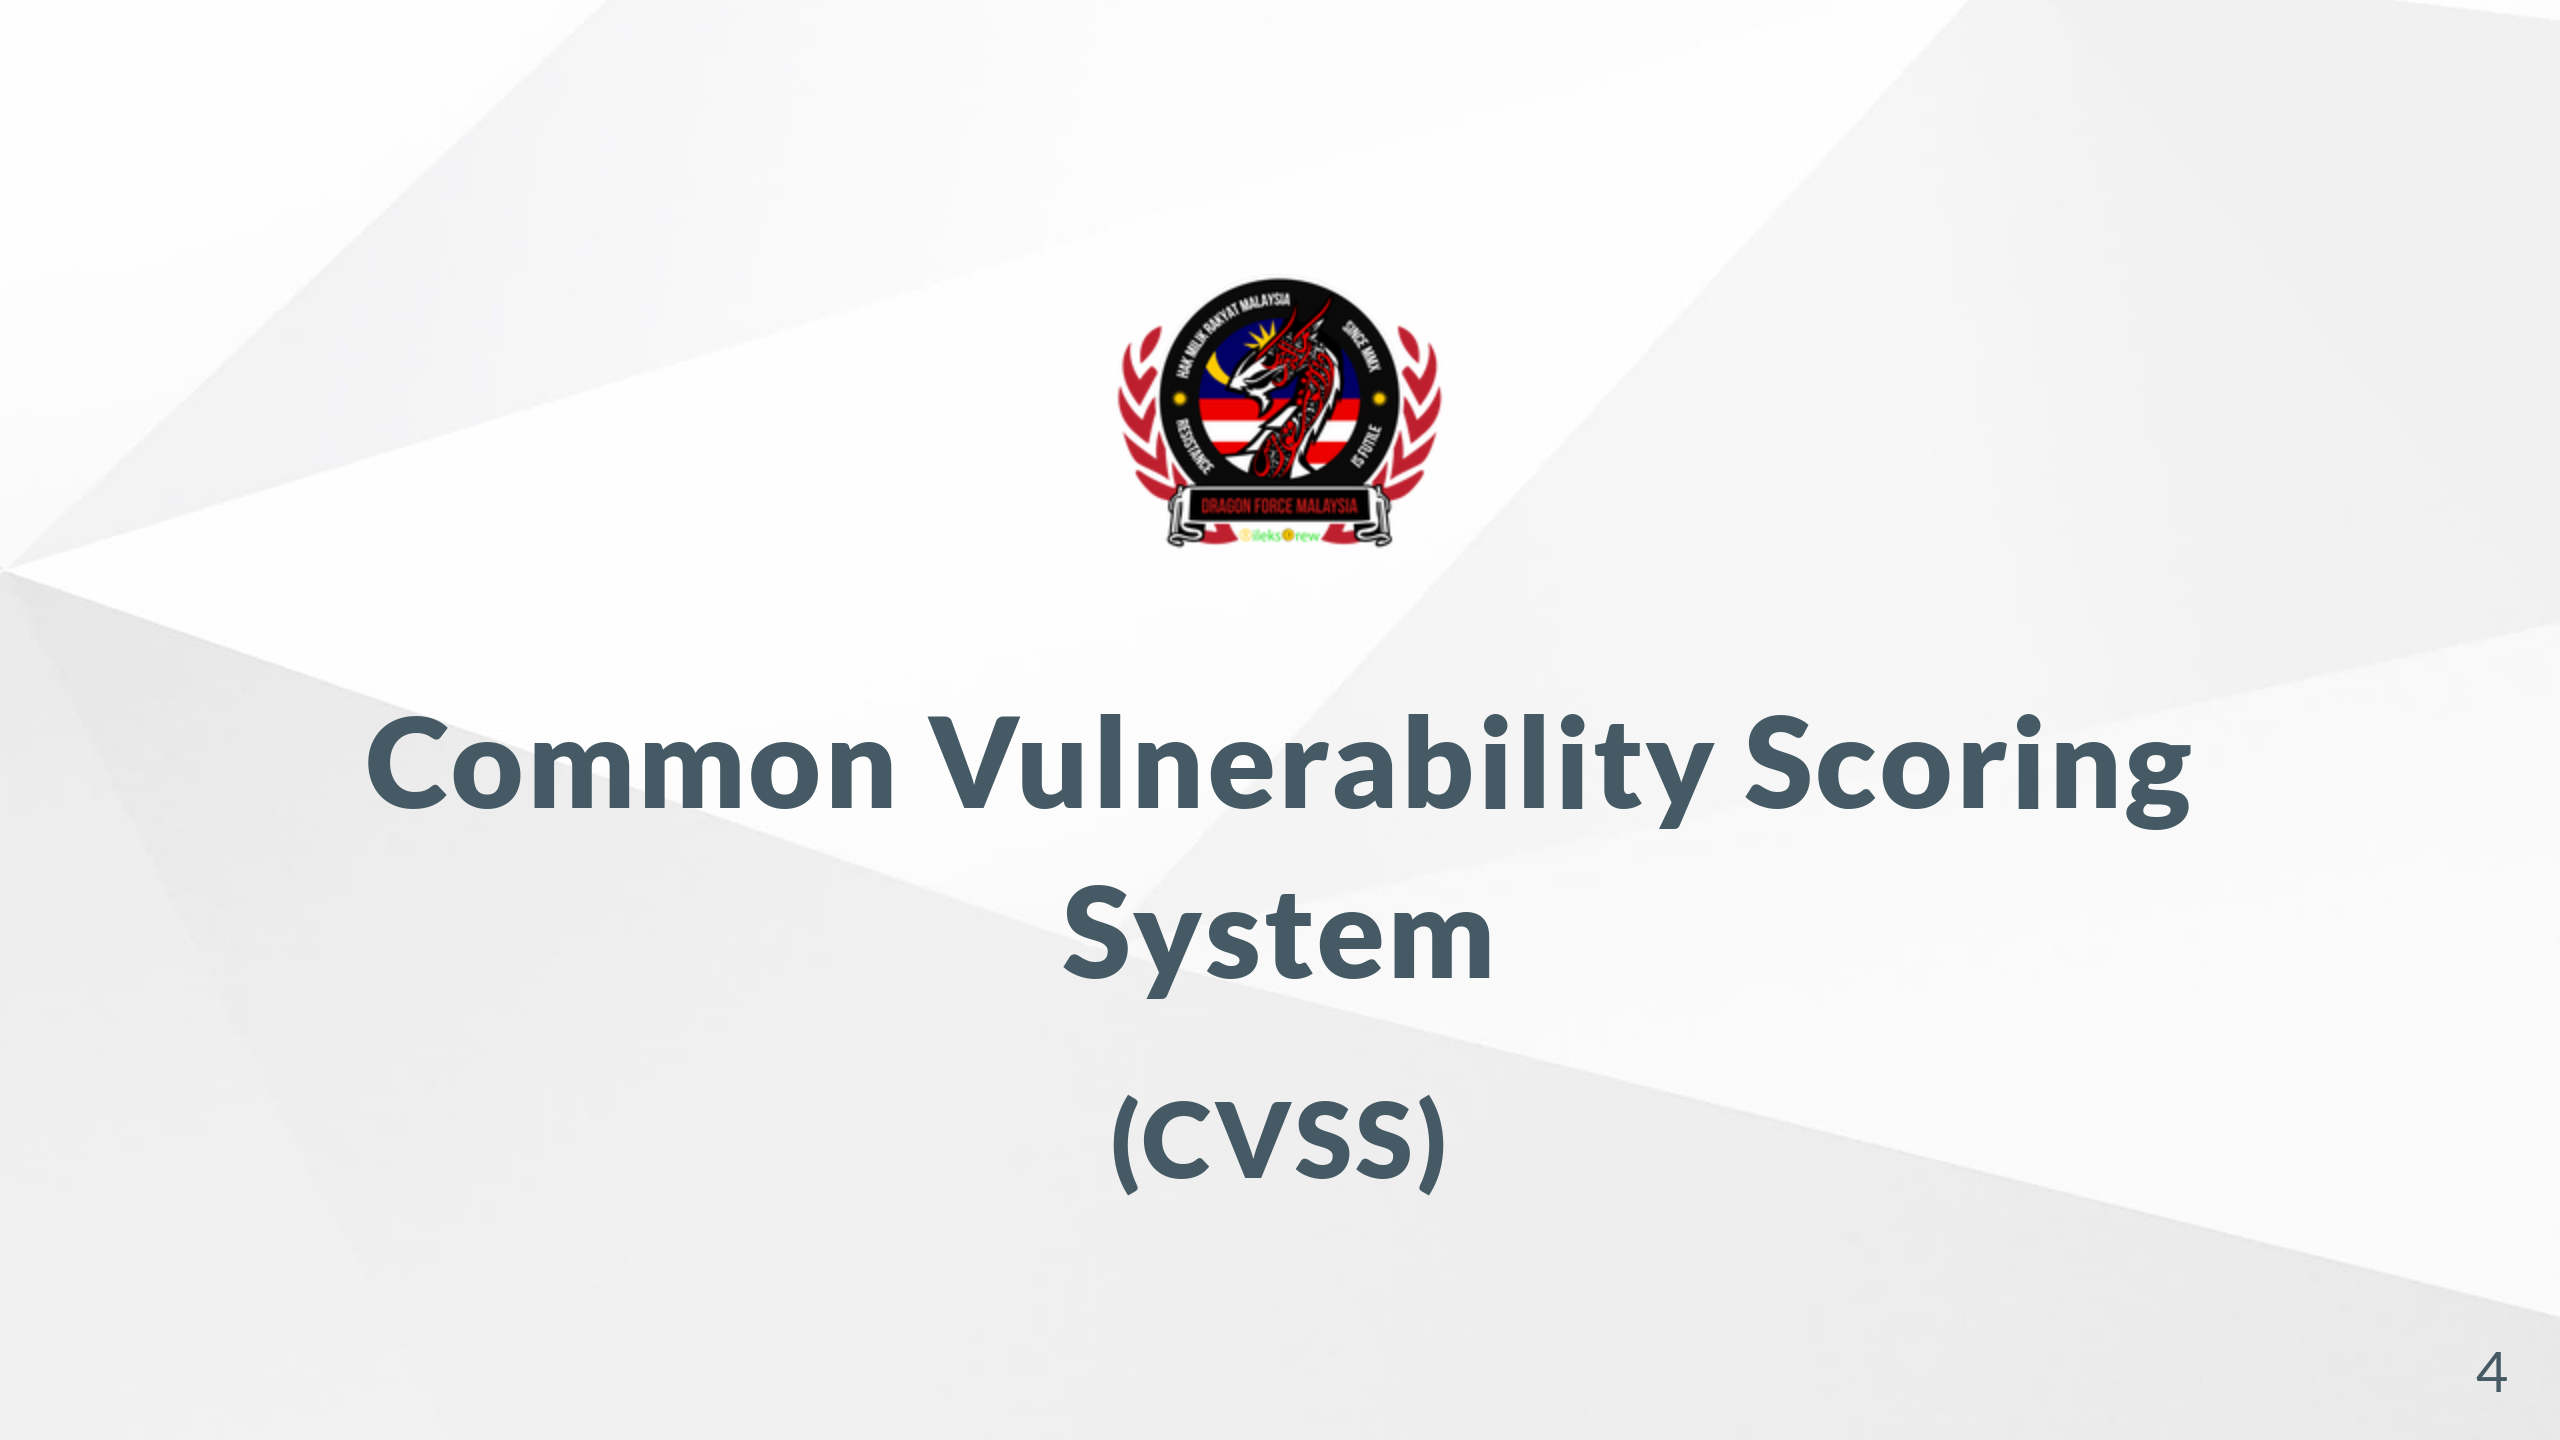 HAK MILIK RAKYAT MALAYSIA
SINCE MMX
RESISTANCE
IS FUTILE
DRAGON FORCE MALAYSIA
Common Vulnerability Scoring
System
(CVSS)
4